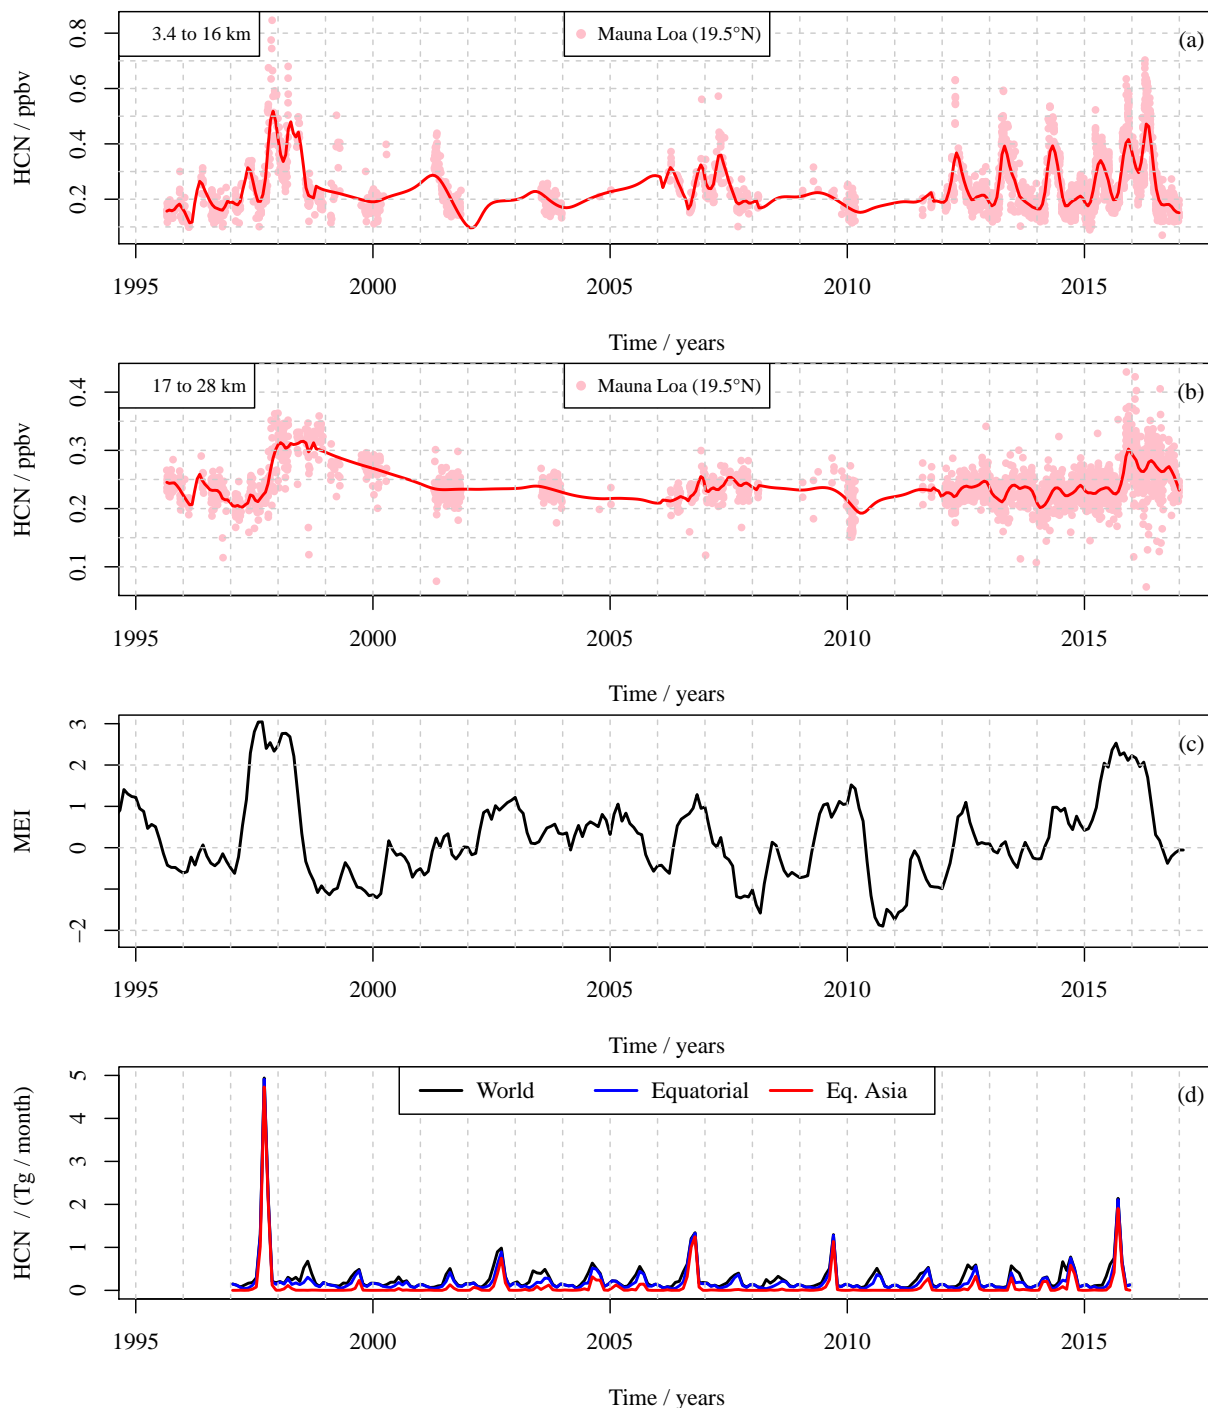 3.4 to 16 km
Mauna Loa (19.5°N)
(a)
HCN / ppbv
0.8
0.6
0.4
0.2
1995 2000 2005 2010 2015
Time / years
17 to 28 km
Mauna Loa (19.5°N)
(b)
HCN / ppbv
0.4
0.3
0.2
0.1
1995 2000 2005 2010 2015
Time / years
(c)
MEI
3
2
1
0
−2
1995 2000 2005 2010 2015
Time / years
World Equatorial Eq. Asia
(d)
HCN / (Tg / month)
5
4
3
2
1
0
1995 2000 2005 2010 2015
Time / years